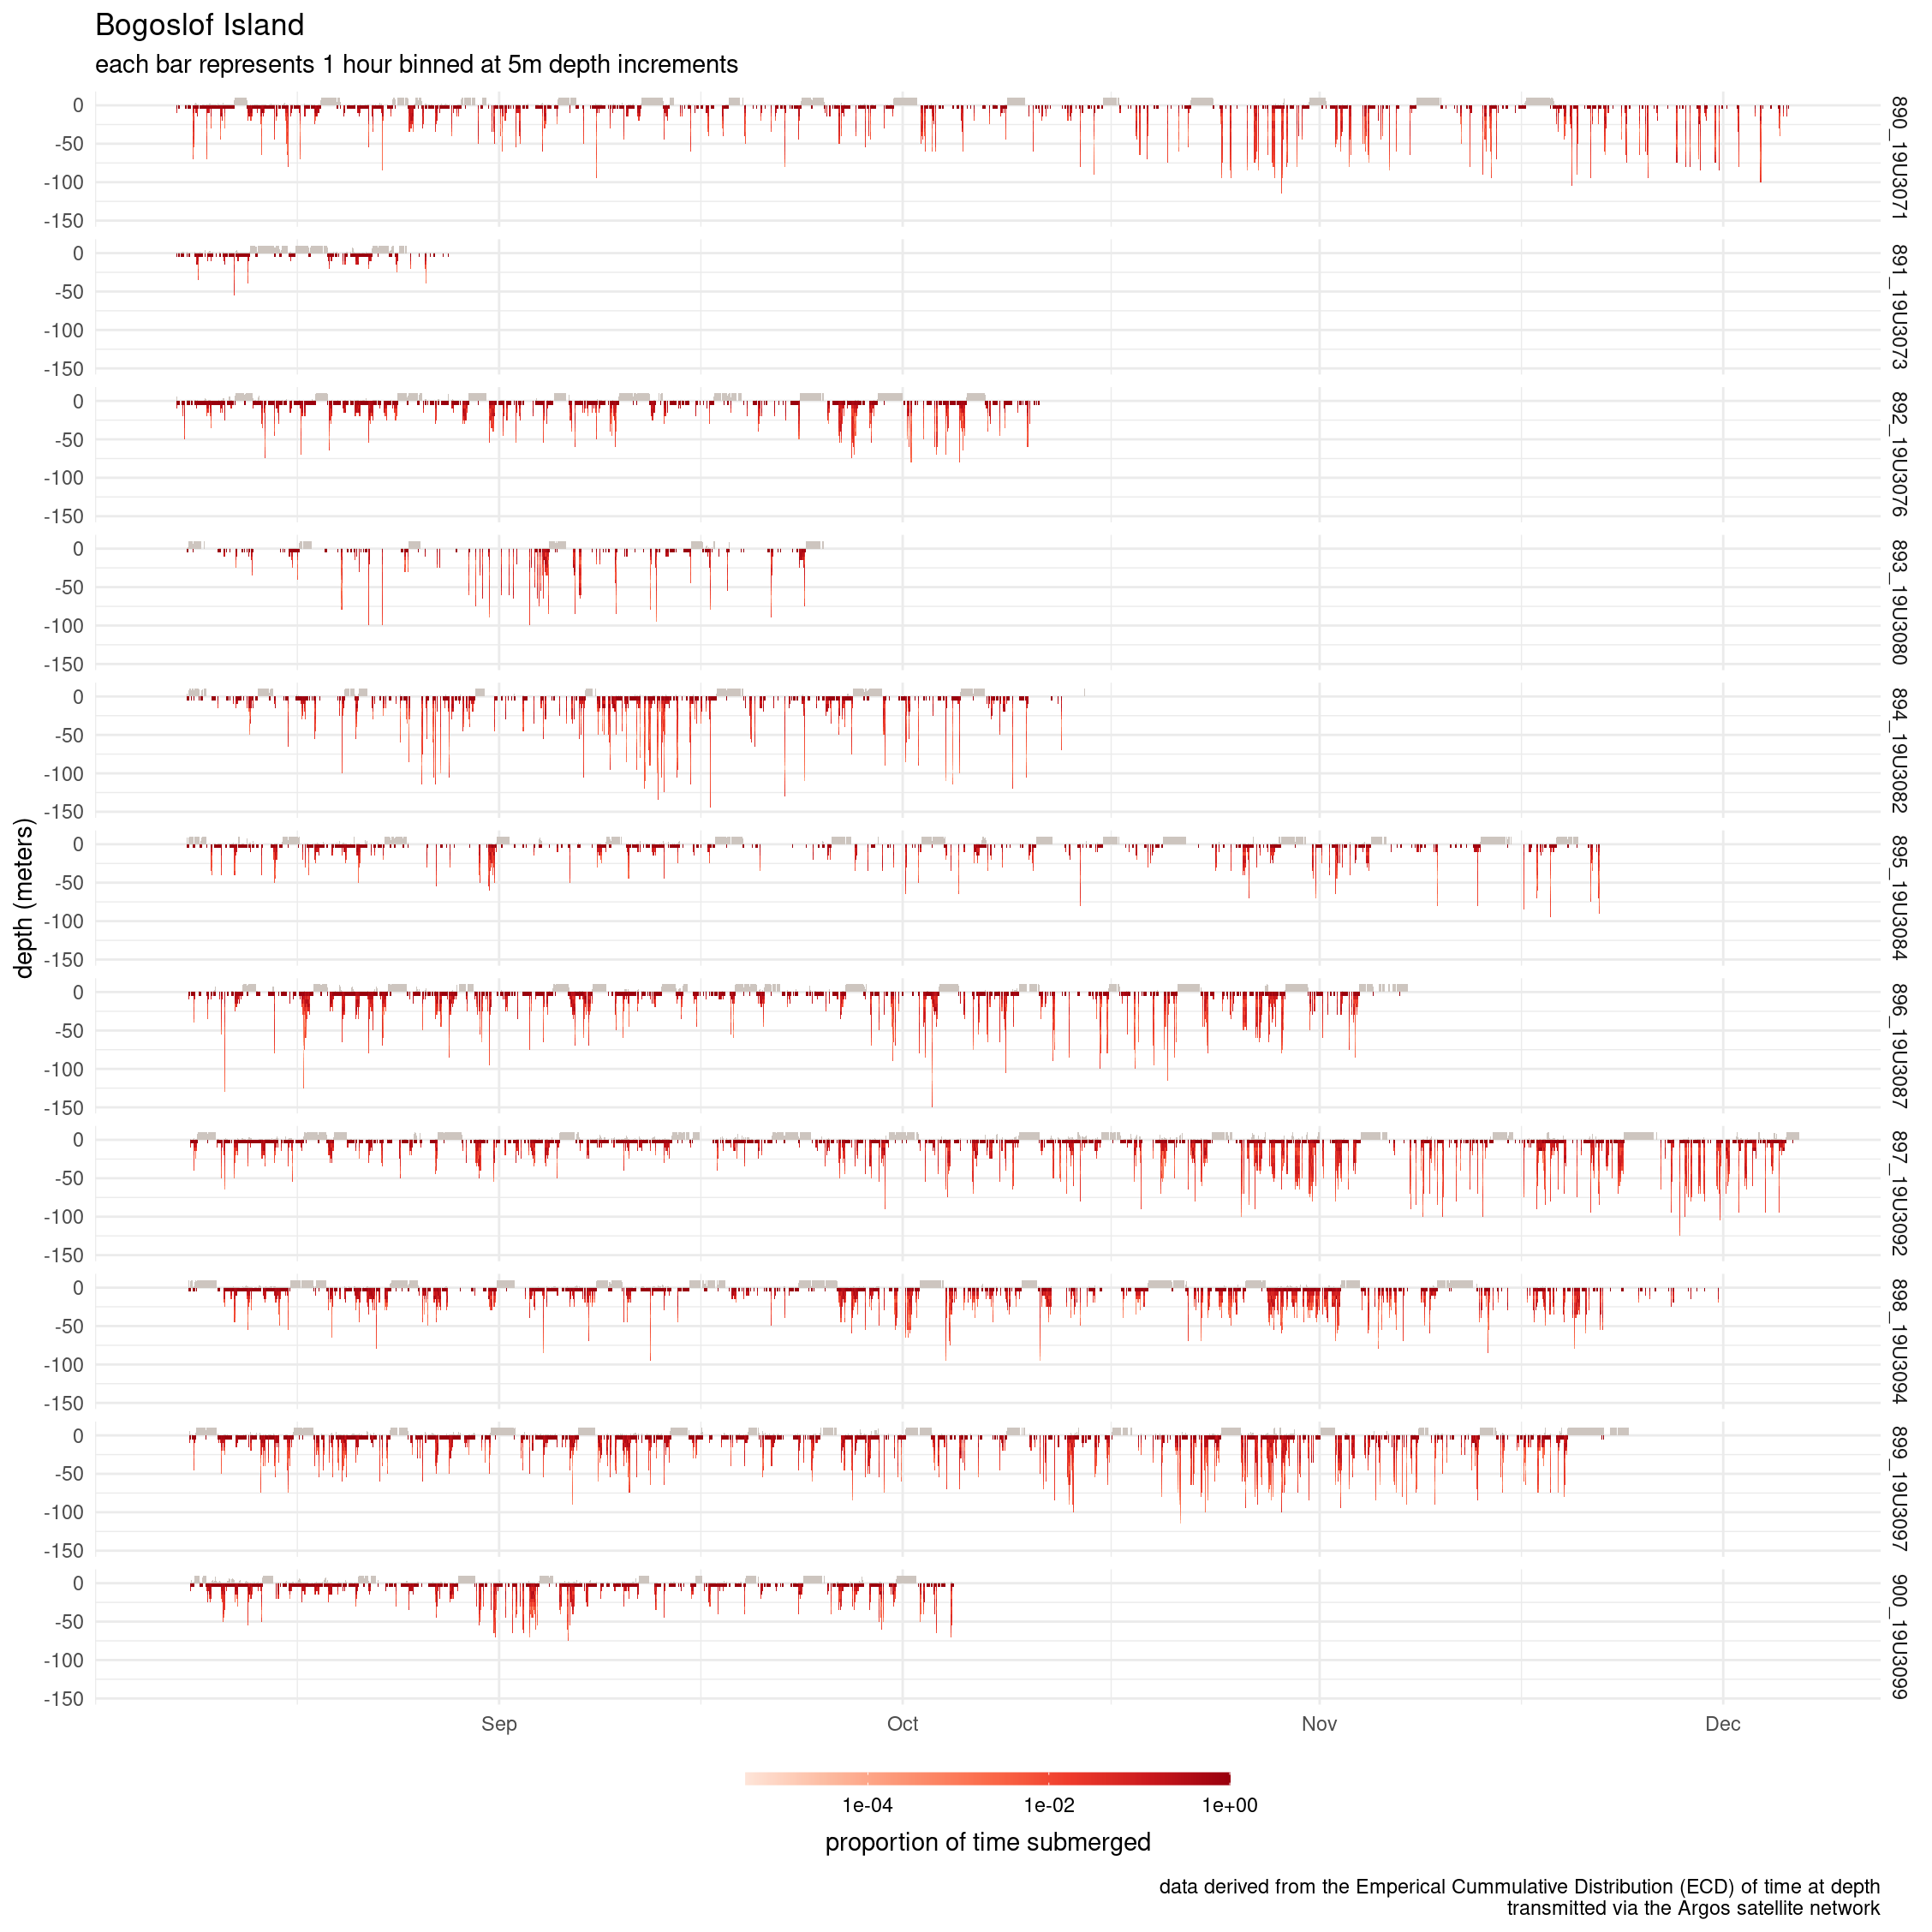 Bogoslof Island
each bar represents 1 hour binned at 5m depth increments
depth (meters)
0
-50
-100
-150
890_19U3071
0
-50
-100
-150
891_19U3073
0
-50
-100
-150
892_19U3076
0
-50
-100
-150
893_19U3080
0
-50
-100
-150
894_19U3082
0
-50
-100
-150
895_19U3084
0
-50
-100
-150
896_19U3087
0
-50
-100
-150
897_19U3092
0
-50
-100
-150
898_19U3094
0
-50
-100
-150
899_19U3097
0
-50
-100
-150
900_19U3099
Sep Oct Nov Dec
1e-04 1e-02 1e+00
proportion of time submerged
data derived from the Emperical Cummulative Distribution (ECD) of time at depth
transmitted via the Argos satellite network